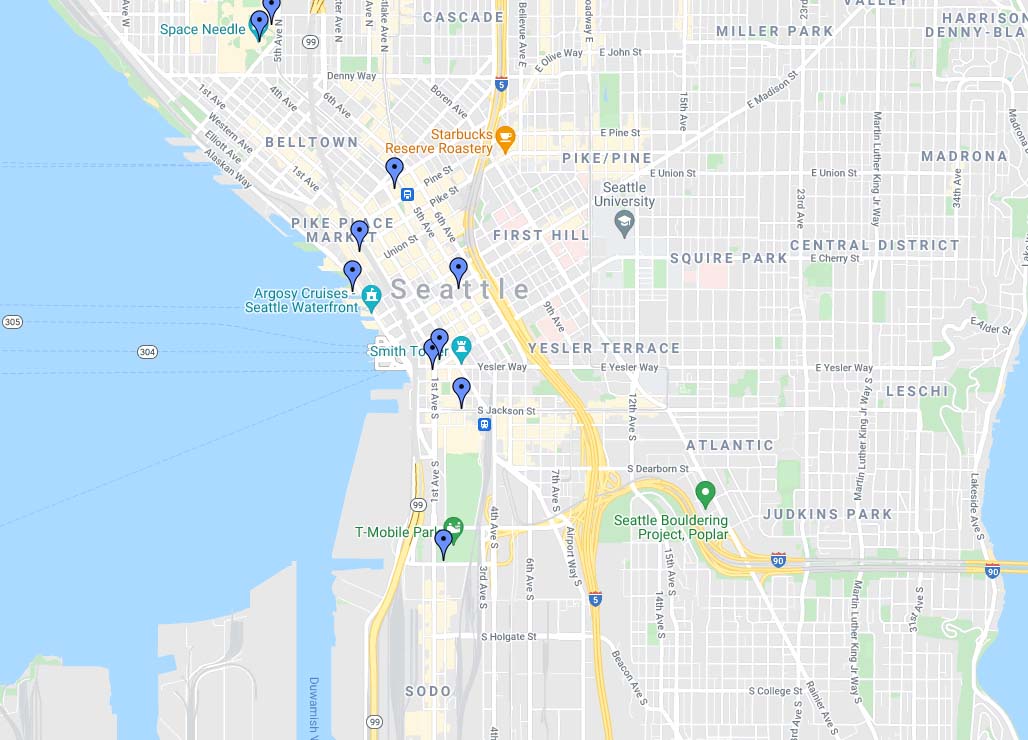 CASCADE
VALLEY
HARRISON
DENNY-BLA
MILLER PARK
Space Needle
5th Ave N
99
Bellevue Ave E
E Olive Way
E John St
5
Denny Way
4th Ave
6th Ave
Boren Ave
1st Ave
Western Ave
Elliott Ave
Alaskan Way
BELLTOWN
1st Ave
Starbucks
Reserve Roastery
E Pine St
PIKE/PINE
15th Ave
E Madison St
Martin Luther King Jr Way
MADRONA
E Union St
E Union St
34th Ave
23rd Ave
Pine St
Pike St
5th Ave
6th Ave
Union St
Seattle
University
PIKE PLACE
MARKET
FIRST HILL
SQUIRE PARK
CENTRAL DISTRICT
E Cherry St
Seattle
Argosy Cruises -
Seattle Waterfront
9th Ave
305
304
E Alder St
Smith Tower
YESLER TERRACE
Yesler Way
E Yesler Way
E Yesler Way
LESCHI
1st Ave S
S Jackson St
12th Ave S
Martin Luther King Jr Way S
ATLANTIC
1st Ave S
S Dearborn St
7th Ave S
Lakeside Ave S
99
T-Mobile Park
4th Ave S
Airport Way S
Seattle Bouldering
Project, Poplar
JUDKINS PARK
90
90
3rd Ave S
6th Ave S
15th Ave S
14th Ave S
5
Martin Luther King Jr Way S
31st Ave S
S Holgate St
Beacon Ave S
SODO
Duwamish
99
S College St
Rainier Ave S
23rd Ave S
4th